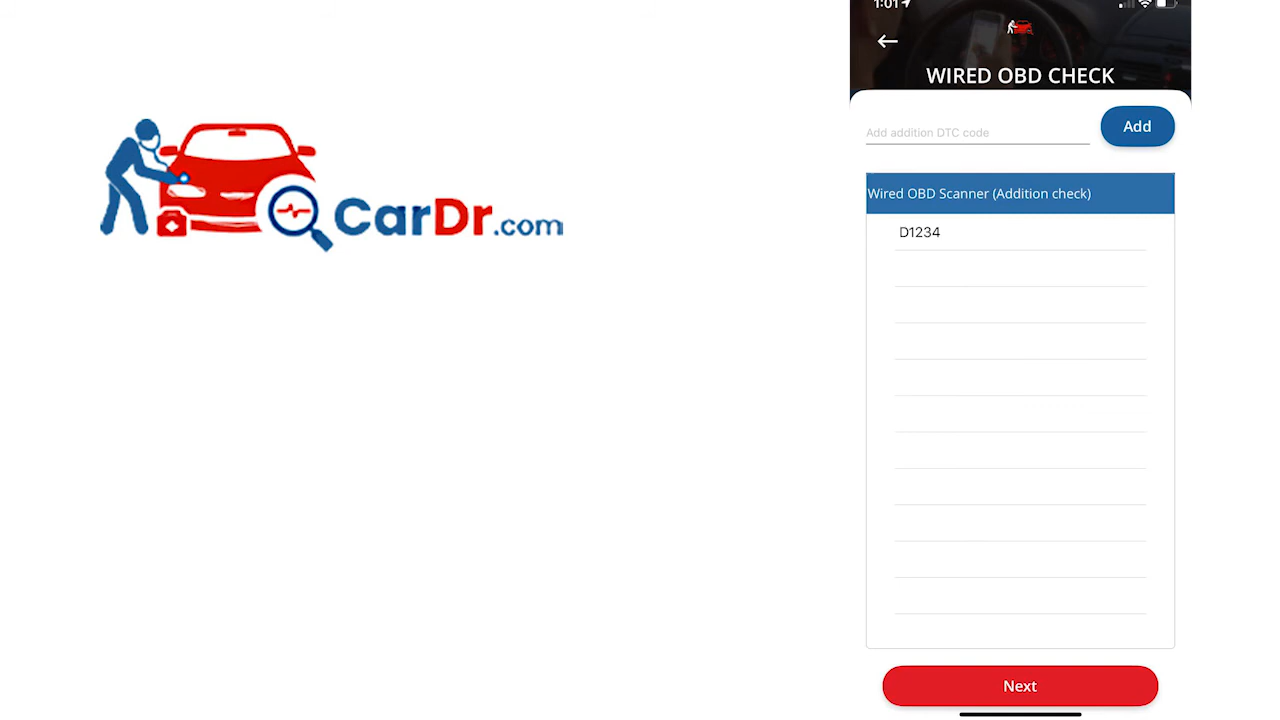 CarDr.com
1:01
WIRED OBD CHECK
Add addition DTC code
Add
Wired OBD Scanner (Addition check)
D1234
Next